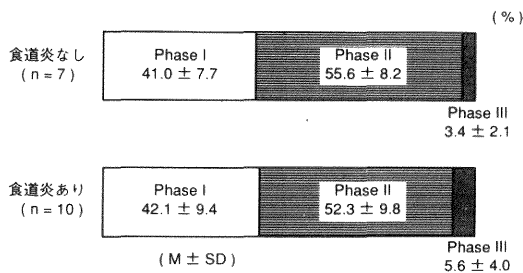 (%)
食道炎なし
(n = 7)
Phase I
41.0 ± 7.7
Phase II
55.6 ± 8.2
Phase III
3.4 ± 2.1
食道炎あり
(n = 10)
Phase I
42.1 ± 9.4
Phase II
52.3 ± 9.8
Phase III
5.6 ± 4.0
(M ± SD)